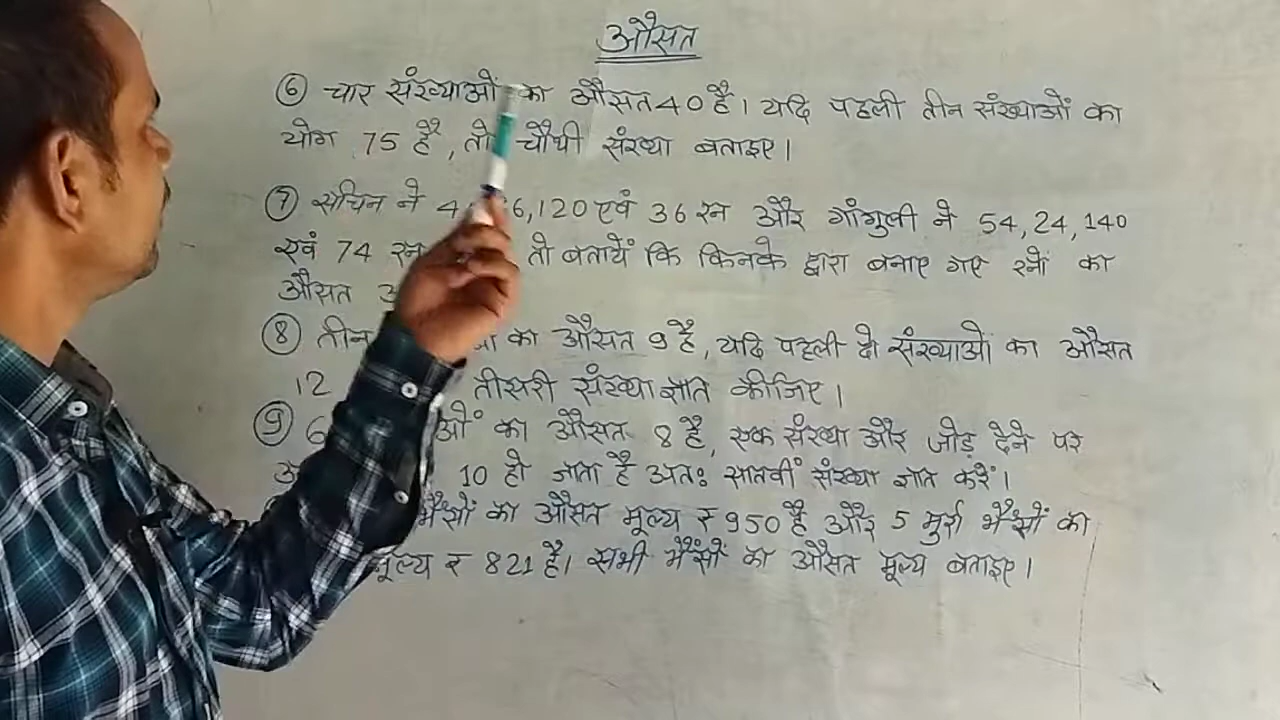 औसत
⑥ चार संख्याओं का औसत 40 है। यदि पहली तीन संख्याओं का
योग 75 है, तो चौथी संख्या बताइए।
⑦ सचिन ने 120 एवं 36 रन और गांगुली ने 54, 24, 140
एवं 74 रन तो बतायें कि किनके द्वारा बनाए गए रनों का
औसत
⑧ तीन का औसत 9 है, यदि पहली दो संख्याओं का औसत
12 तीसरी संख्या ज्ञात कीजिए।
⑨ 6 का औसत 8 है, एक संख्या और जोड़ देने पर
10 हो जाता है अतः सातवीं संख्या ज्ञात करें।
भैंसों का औसत मूल्य ₹ 950 है और 5 मुर्रा भैंसों का
मूल्य ₹ 821 है। सभी भैंसों का औसत मूल्य बताइए।